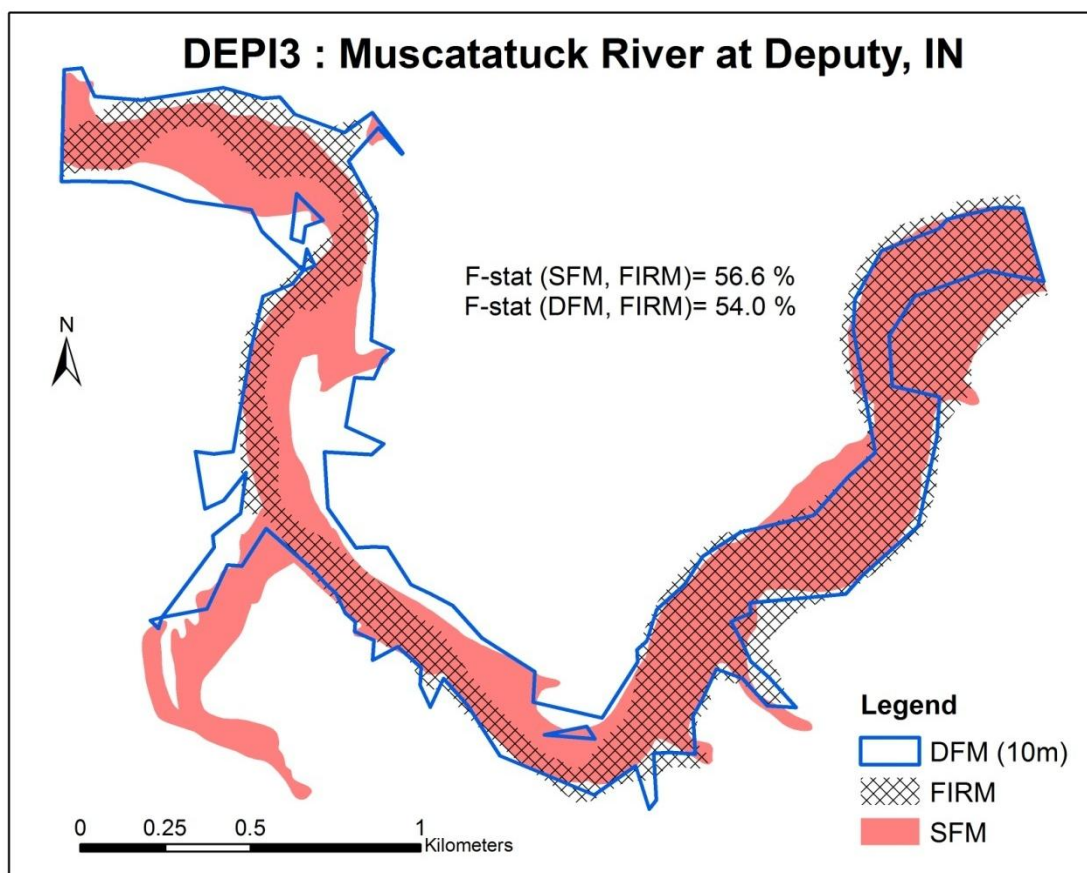 DEPI3 : Muscatatuck River at Deputy, IN
F-stat (SFM, FIRM)= 56.6 %
F-stat (DFM, FIRM)= 54.0 %
N
Legend
DFM (10m)
FIRM
SFM
0 0.25 0.5 1
Kilometers